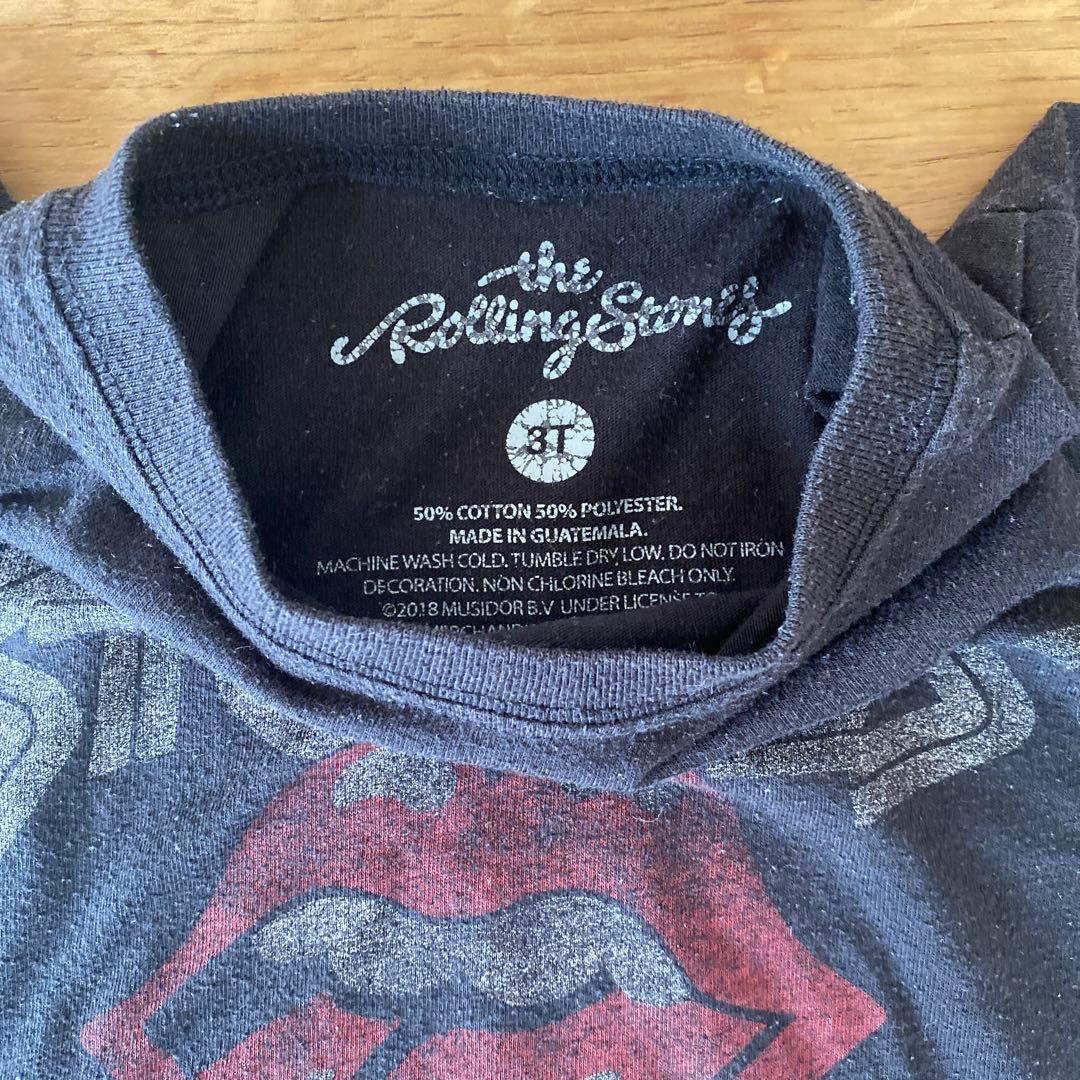 the
Rolling Stones
3T
50% COTTON 50% POLYESTER.
MADE IN GUATEMALA.
MACHINE WASH COLD. TUMBLE DRY LOW. DO NOT IRON
DECORATION. NON CHLORINE BLEACH ONLY.
©2018 MUSIDOR B.V. UNDER LICENSE TO